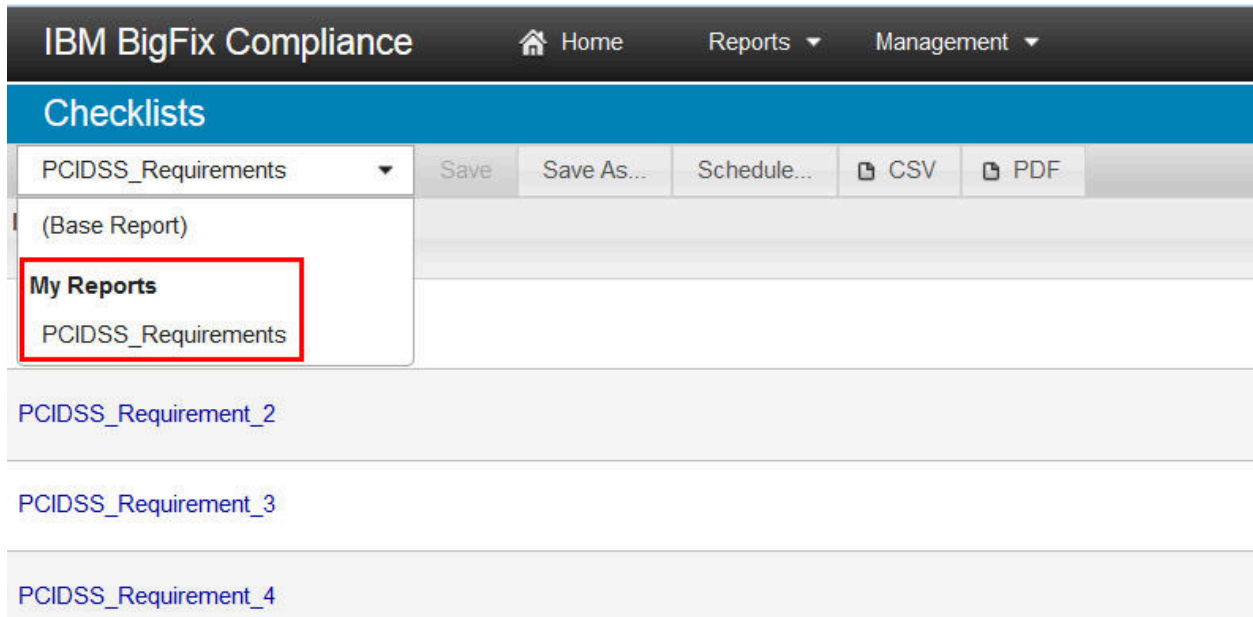 IBM BigFix Compliance Home Reports Management
Checklists
PCIDSS_Requirements Save Save As... Schedule... CSV PDF
(Base Report)
My Reports
PCIDSS_Requirements
PCIDSS_Requirement_2
PCIDSS_Requirement_3
PCIDSS_Requirement_4